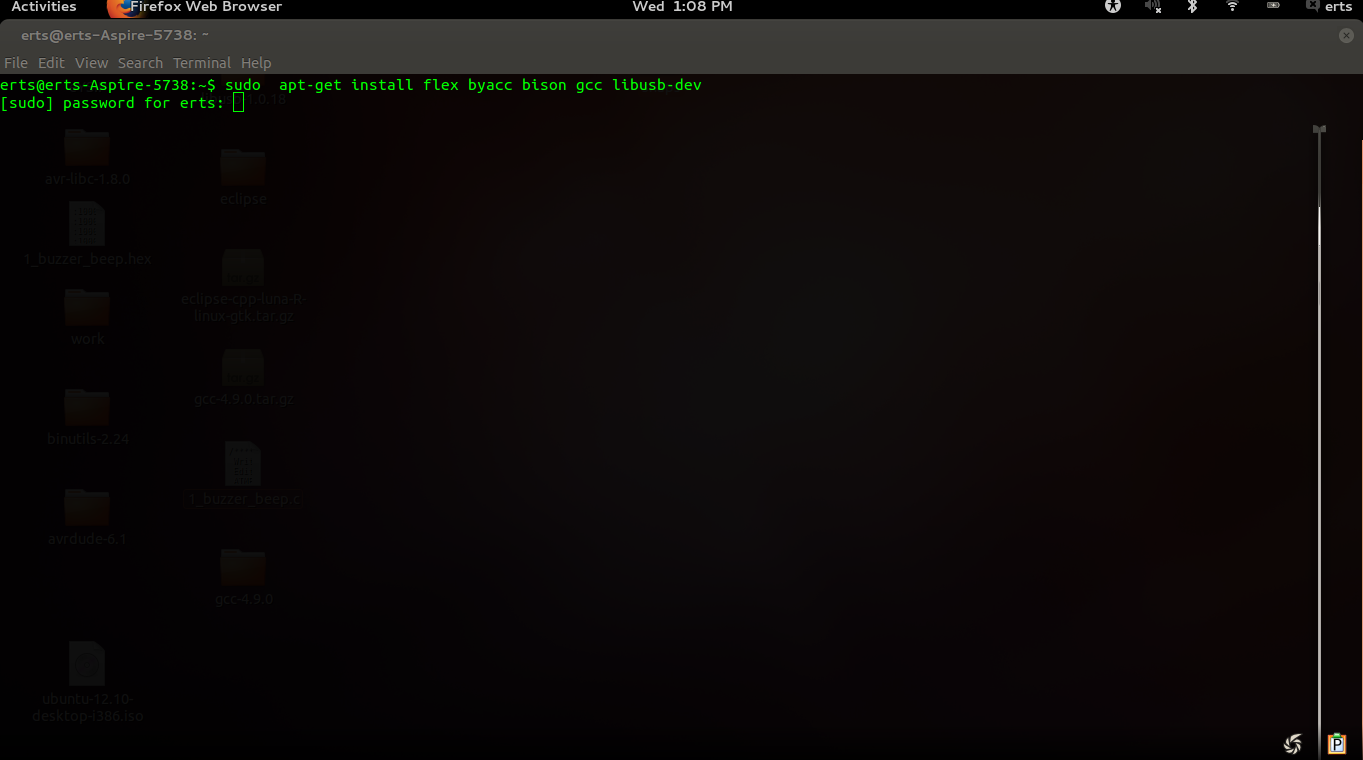 Activities Firefox Web Browser Wed 1:08 PM erts
erts@erts-Aspire-5738: ~
File Edit View Search Terminal Help
erts@erts-Aspire-5738:~$ sudo  apt-get install flex byacc bison gcc libusb-dev
[sudo] password for erts:
avr-libc-1.8.0
eclipse
1_buzzer_beep.hex
eclipse-cpp-luna-R-
linux-gtk.tar.gz
work
gcc-4.9.0.tar.gz
binutils-2.24
1_buzzer_beep.c
avrdude-6.1
gcc-4.9.0
ubuntu-12.10-
desktop-i386.iso
P